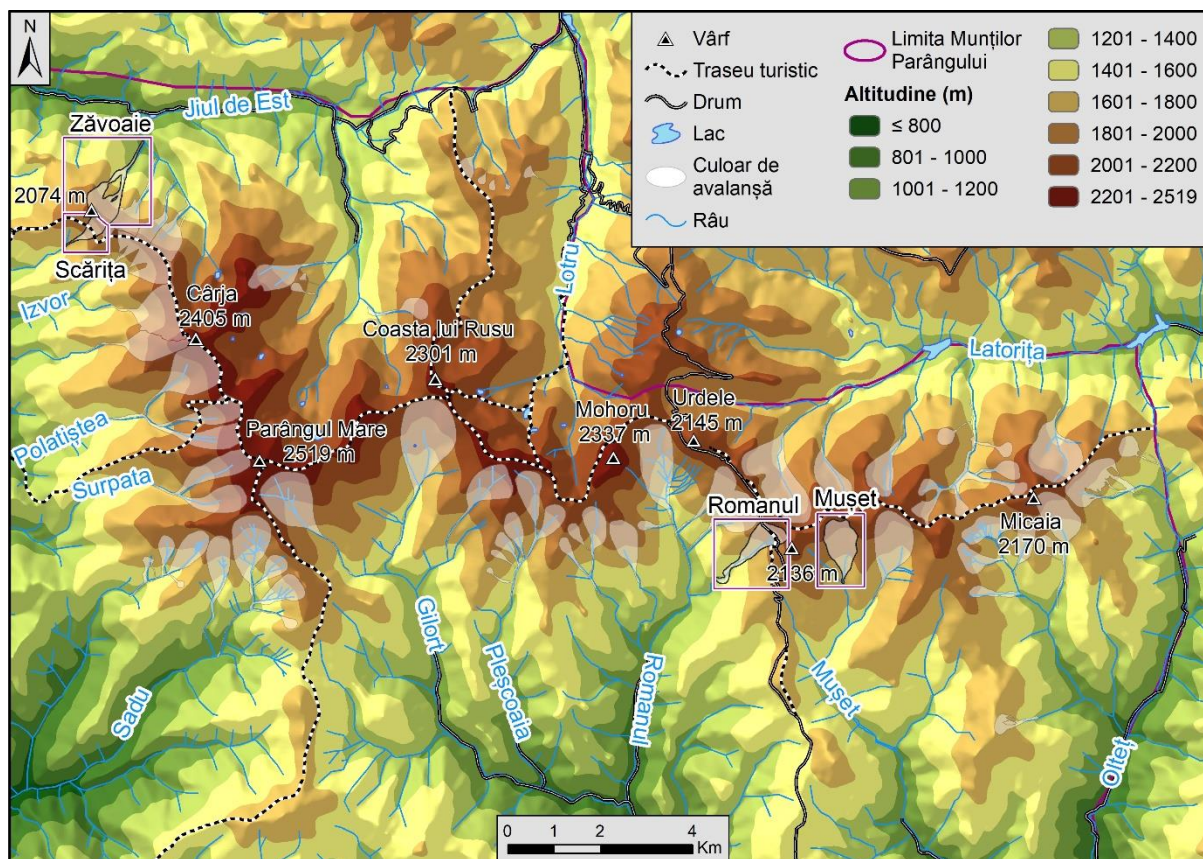 N
Vârf
Traseu turistic
Drum
Lac
Culoar de
avalanșă
Râu
Limita Munților
Parângului
Altitudine (m)
≤ 800
801 - 1000
1001 - 1200
1201 - 1400
1401 - 1600
1601 - 1800
1801 - 2000
2001 - 2200
2201 - 2519
Jiul de Est
Zăvoaie
2074 m
Scărița
Izvor
Cârja
2405 m
Coasta lui Rusu
2301 m
Lotru
Latorița
Urdele
2145 m
Mohoru
2337 m
Parângul Mare
2519 m
Polatiștea
Surpata
Romanul
Mușet
2136 m
Micaia
2170 m
Sadu
Gilort
Pleșcoaia
Romanul
Mușet
Olteț
0 1 2 4
Km